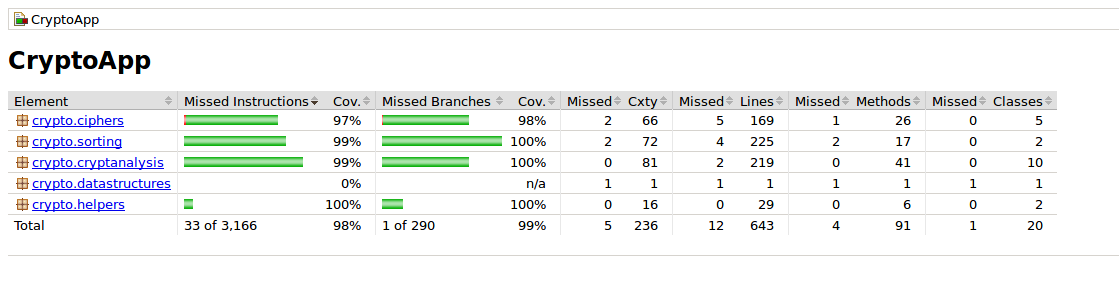 CryptoApp
CryptoApp
Element Missed Instructions Cov. Missed Branches Cov. Missed Cxty Missed Lines Missed Methods Missed Classes
crypto.ciphers 97% 98% 2 66 5 169 1 26 0 5
crypto.sorting 99% 100% 2 72 4 225 2 17 0 2
crypto.cryptanalysis 99% 100% 0 81 2 219 0 41 0 10
crypto.datastructures 0% n/a 1 1 1 1 1 1 1 1
crypto.helpers 100% 100% 0 16 0 29 0 6 0 2
Total 33 of 3,166 98% 1 of 290 99% 5 236 12 643 4 91 1 20